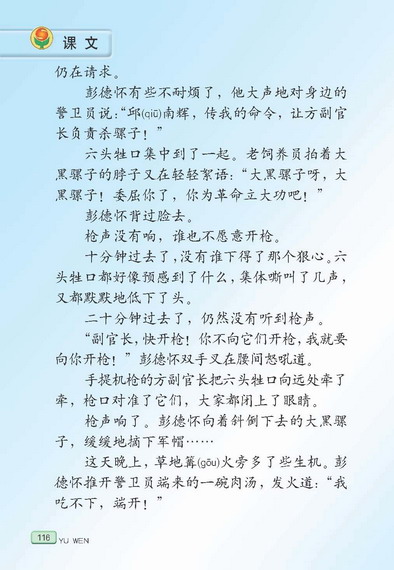 课文
仍在请求。
彭德怀有些不耐烦了，他大声地对身边的
警卫员说：“邱(qiū)南辉，传我的命令，让方副官
长负责杀骡子！”
六头牲口集中到了一起。老饲养员拍着大
黑骡子的脖子又在轻轻絮语：“大黑骡子呀，大
黑骡子！委屈你了，你为革命立大功吧！”
彭德怀背过脸去。
枪声没有响，谁也不愿意开枪。
十分钟过去了，没有谁下得了那个狠心。六
头牲口都好像预感到了什么，集体嘶叫了几声，
又都默默地低下了头。
二十分钟过去了，仍然没有听到枪声。
“副官长，快开枪！你不向它们开枪，我就要
向你开枪！”彭德怀双手叉在腰间怒吼道。
手提机枪的方副官长把六头牲口向远处牵了
牵，枪口对准了它们，大家都闭上了眼睛。
枪声响了。彭德怀向着斜倒下去的大黑骡
子，缓缓地摘下军帽……
这天晚上，草地篝(gōu)火旁多了些生机。彭
德怀推开警卫员端来的一碗肉汤，发火道：“我
吃不下，端开！”
116 YU WEN